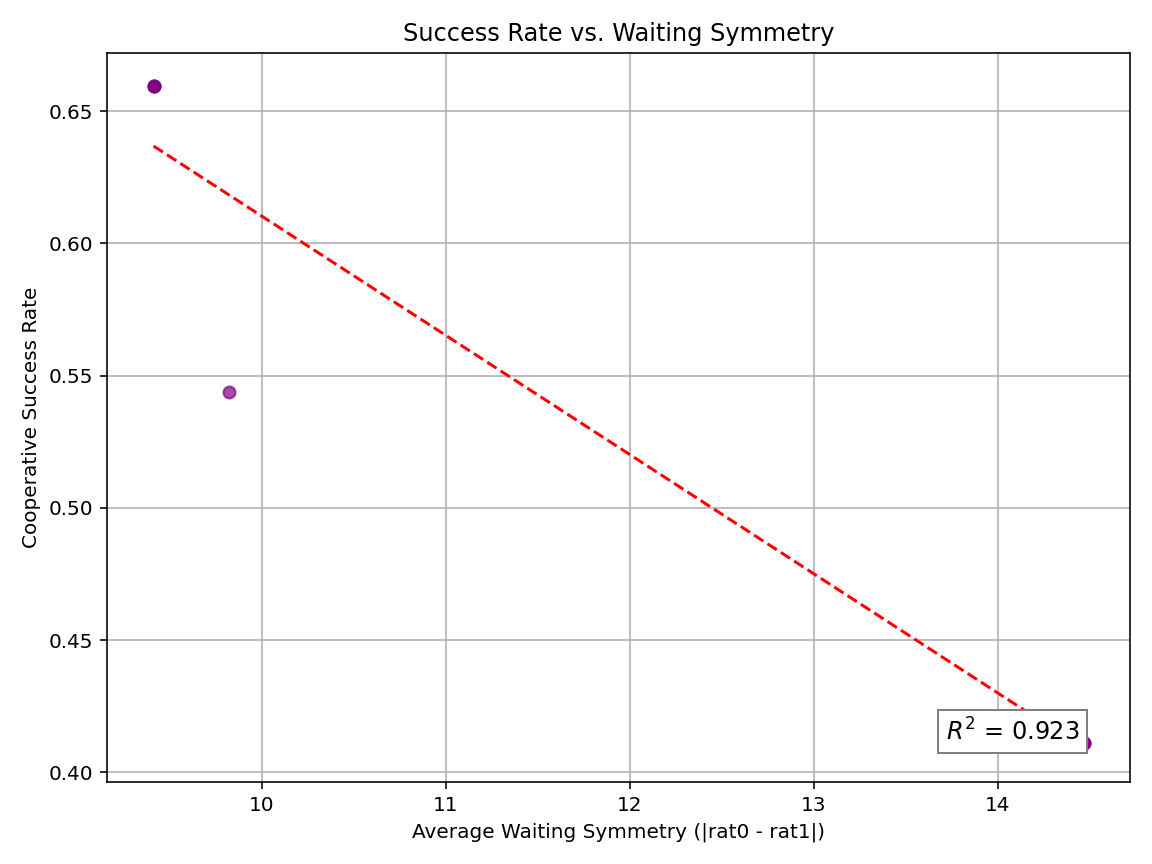 Success Rate vs. Waiting Symmetry
Cooperative Success Rate
0.65
0.60
0.55
0.50
0.45
0.40
R² = 0.923
10 11 12 13 14
Average Waiting Symmetry (|rat0 - rat1|)